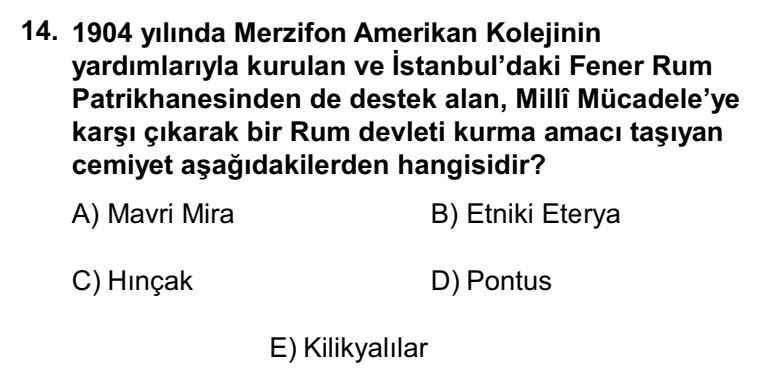 14. 1904 yılında Merzifon Amerikan Kolejinin
yardımlarıyla kurulan ve İstanbul’daki Fener Rum
Patrikhanesinden de destek alan, Millî Mücadele’ye
karşı çıkarak bir Rum devleti kurma amacı taşıyan
cemiyet aşağıdakilerden hangisidir?
A) Mavri Mira B) Etniki Eterya
C) Hınçak D) Pontus
E) Kilikyalılar